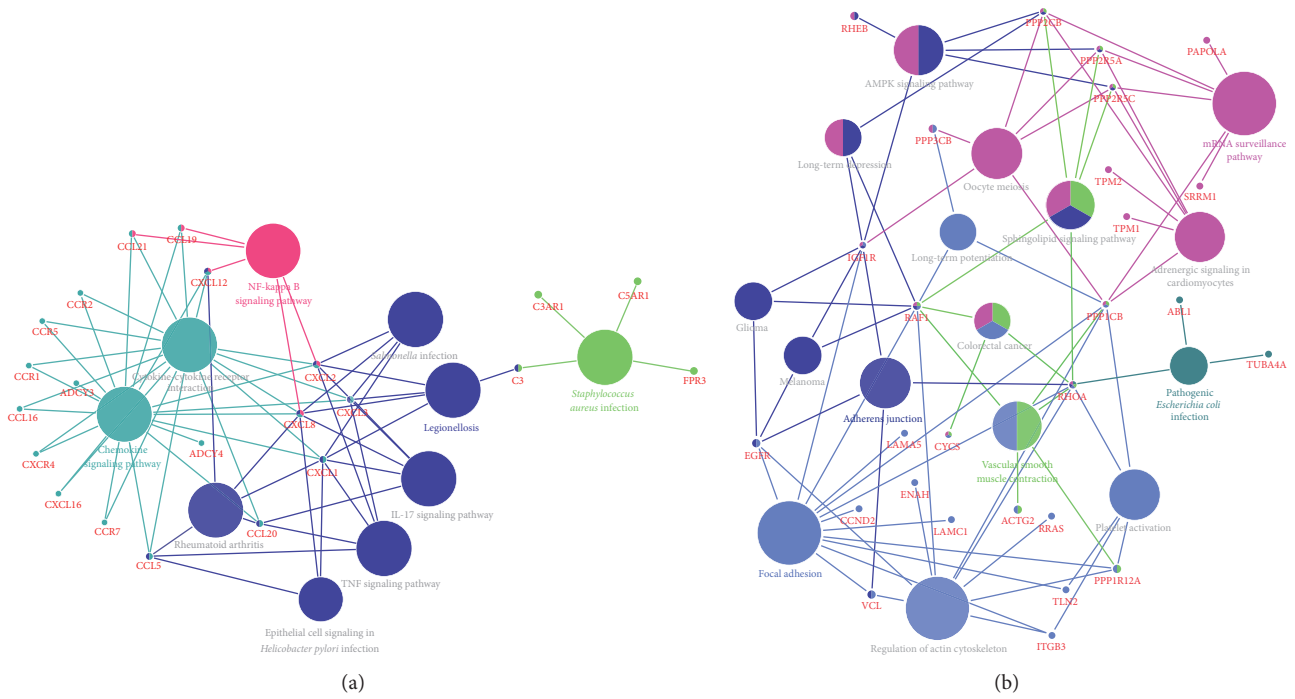 CCL21
CCL19
CXCL12
NF-kappa B
signaling pathway
CCR2
CCR5
CCR1
ADCY3
CCL16
Cytokine-cytokine receptor
interaction
Chemokine
signaling pathway
CXCR4
ADCY4
CXCL16
CCR7
CCL5
CCL20
Rheumatoid arthritis
CXCL2
CXCL3
CXCL8
CXCL1
Salmonella infection
Legionellosis
IL-17 signaling pathway
TNF signaling pathway
Epithelial cell signaling in
Helicobacter pylori infection
C3
C3AR1
C5AR1
FPR3
Staphylococcus
aureus infection
(a)
RHEB
PPP2CB
PAPOLA
PPP2R5A
AMPK signaling pathway
PPP2R5C
PPP3CB
mRNA surveillance
pathway
Long-term depression
Oocyte meiosis
TPM2
SRRM1
TPM1
Sphingolipid signaling pathway
IGF1R
Long-term potentiation
Adrenergic signaling in
cardiomyocytes
Glioma
RAF1
PPP1CB
ABL1
Colorectal cancer
Melanoma
TUBA4A
Pathogenic
Escherichia coli
infection
RHOA
Adherens junction
EGFR
LAMA5
CYCS
Vascular smooth
muscle contraction
ENAH
CCND2
LAMC1
ACTG2
RRAS
Platelet activation
Focal adhesion
PPP1R12A
VCL
TLN2
Regulation of actin cytoskeleton
ITGB3
(b)